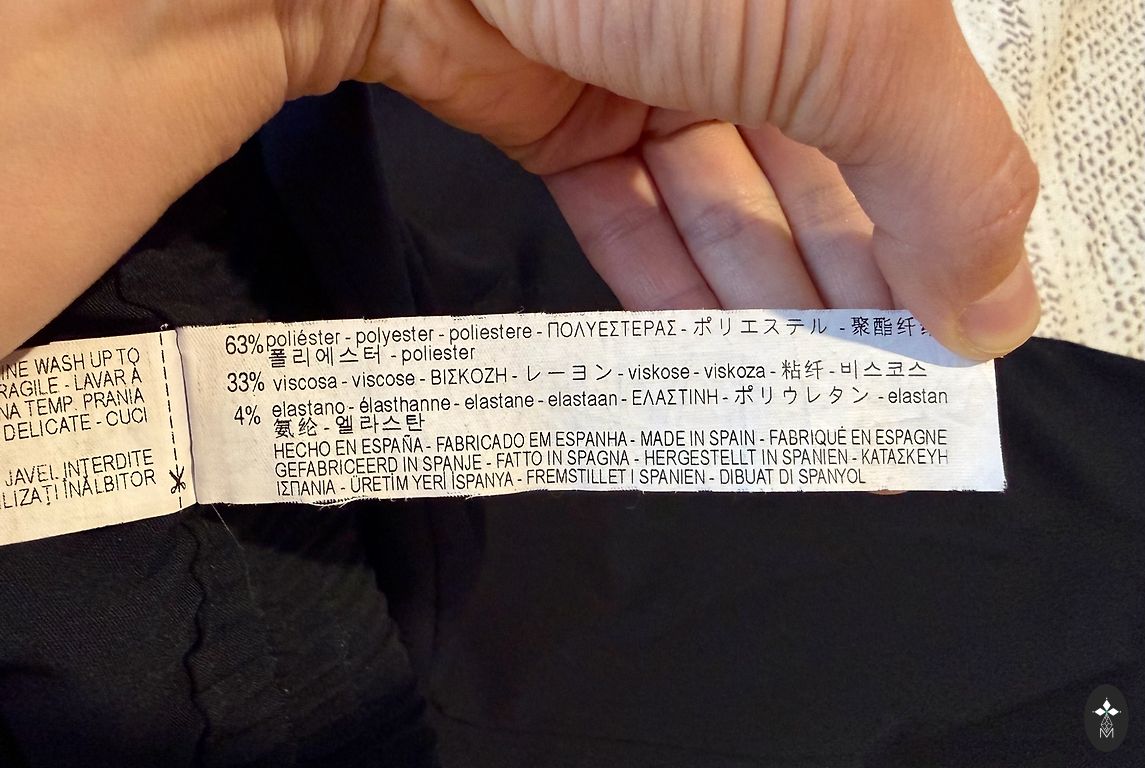 INE WASH UP TO
RAGILE - LAVAR À
NA TEMP. PRANIA
DELICATE - CUCI
JAVEL INTERDITE
ILIZAȚI ÎNĂLBITOR
63% poliéster - polyester - poliestere - ΠΟΛΥΕΣΤΕΡΑΣ - ポリエステル - 聚酯纤
폴리에스터 - poliester
33% viscosa - viscose - ΒΙΣΚΟΖΗ - レーヨン - viskose - viskoza - 粘纤 - 비스코스
4% elastano - élasthanne - elastane - elastaan - ΕΛΑΣΤΙΝΗ - ポリウレタン - elastan
氨纶 - 엘라스탄
HECHO EN ESPAÑA - FABRICADO EM ESPANHA - MADE IN SPAIN - FABRIQUÉ EN ESPAGNE
GEFABRICEERD IN SPANJE - FATTO IN SPAGNA - HERGESTELLT IN SPANIEN - ΚΑΤΑΣΚΕΥΗ
ΙΣΠΑΝΙΑ - ÜRETİM YERİ İSPANYA - FREMSTILLET I SPANIEN - DIBUAT DI SPANYOL